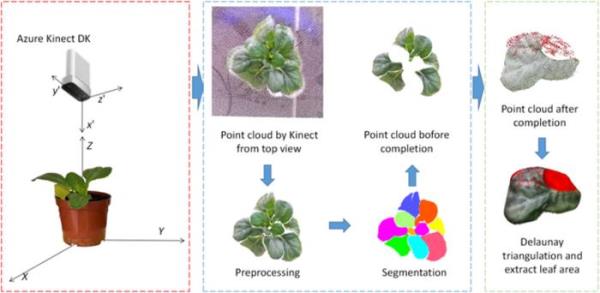 Azure Kinect DK
y'
z'
x'
Z
Y
X
Point cloud by Kinect
from top view
Point cloud bofore
completion
Preprocessing
Segmentation
Point cloud after
completion
Delaunay
triangulation and
extract leaf area